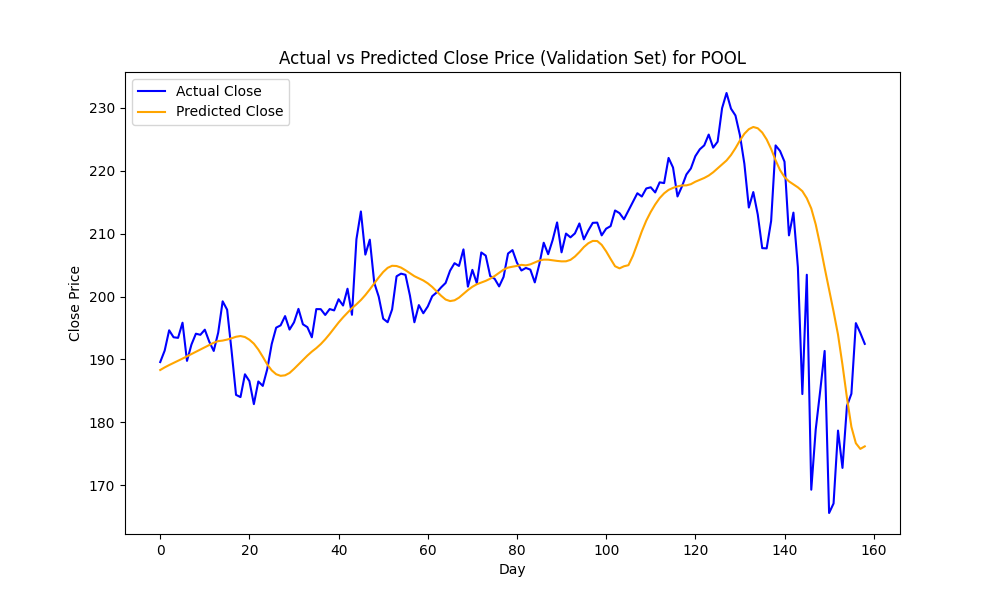 Actual vs Predicted Close Price (Validation Set) for POOL
Actual Close
Predicted Close
Close Price
230
220
210
200
190
180
170
0 20 40 60 80 100 120 140 160
Day